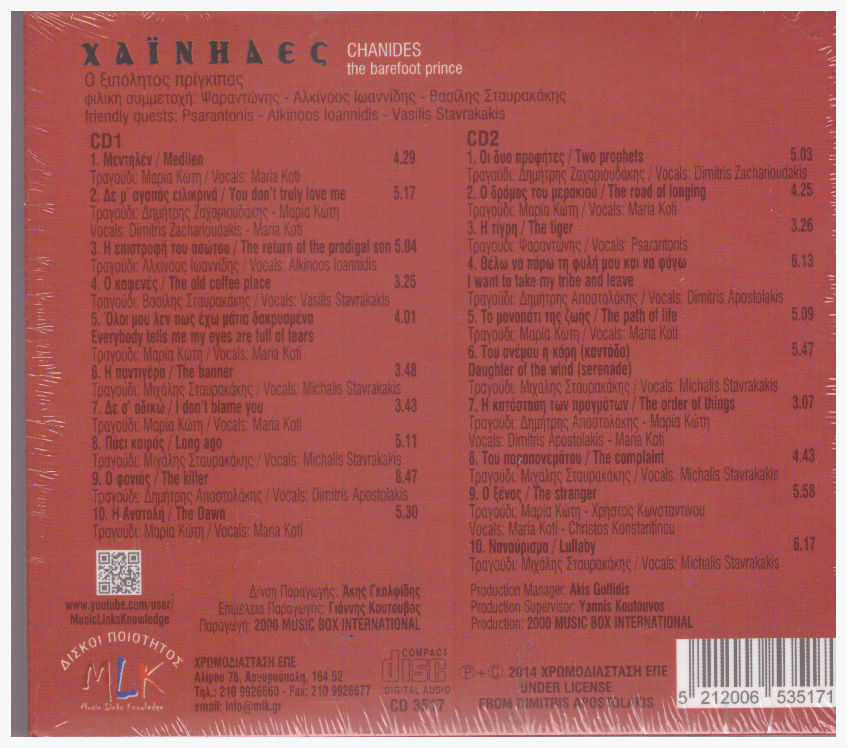 ΧΑΪΝΗΔΕΣ
CHANIDES
the barefoot prince
Ο ξιπόλητος πρίγκιπας
φιλική συμμετοχή: Ψαραντώνης - Αλκίνοος Ιωαννίδης - Βασίλης Σταυρακάκης
friendly quests: Psarantonis - Alkinoos Ioannidis - Vasilis Stavrakakis
CD1
1. Μεντηλέν / Medilen 4.29
Τραγούδι: Μαρία Κώτη / Vocals: Maria Koti
2. Δε μ' αγαπάς ειλικρινά / You don't truly love me 5.17
Τραγούδι: Δημήτρης Ζαχαριουδάκης - Μαρία Κώτη
Vocals: Dimitris Zacharioudakis - Maria Koti
3. Η επιστροφή του ασώτου / The return of the prodigal son 5.04
Τραγούδι: Αλκίνοος Ιωαννίδης / Vocals: Alkinoos Ioannidis
4. Ο καφενές / The old coffee place 3.25
Τραγούδι: Βασίλης Σταυρακάκης / Vocals: Vasilis Stavrakakis
5. Όλοι μου λεν πως έχω μάτια δακρυσμένα 4.01
Everybody tells me my eyes are full of tears
Τραγούδι: Μαρία Κώτη / Vocals: Maria Koti
6. Η παντιγέρα / The banner 3.48
Τραγούδι: Μιχάλης Σταυρακάκης / Vocals: Michalis Stavrakakis
7. Δε σ' αδικώ / I don't blame you 3.43
Τραγούδι: Μαρία Κώτη / Vocals: Maria Koti
8. Πάει καιρός / Long ago 5.11
Τραγούδι: Μιχάλης Σταυρακάκης / Vocals: Michalis Stavrakakis
9. Ο φονιάς / The killer 8.47
Τραγούδι: Δημήτρης Αποστολάκης / Vocals: Dimitris Apostolakis
10. Η Ανατολή / The Dawn 5.30
Τραγούδι: Μαρία Κώτη / Vocals: Maria Koti
CD2
1. Οι δυο προφήτες / Two prophets 5.03
Τραγούδι: Δημήτρης Ζαχαριουδάκης / Vocals: Dimitris Zacharioudakis
2. Ο δρόμος του μερακιού / The road of longing 4.25
Τραγούδι: Μαρία Κώτη / Vocals: Maria Koti
3. Η τίγρη / The tiger 3.26
Τραγούδι: Ψαραντώνης / Vocals: Psarantonis
4. Θέλω να πάρω τη φυλή μου και να φύγω 6.13
I want to take my tribe and leave
Τραγούδι: Δημήτρης Αποστολάκης / Vocals: Dimitris Apostolakis
5. Το μονοπάτι της ζωής / The path of life 5.09
Τραγούδι: Μαρία Κώτη / Vocals: Maria Koti
6. Του ανέμου η κόρη (καντάδα) 5.47
Daughter of the wind (serenade)
Τραγούδι: Μιχάλης Σταυρακάκης / Vocals: Michalis Stavrakakis
7. Η κατάσταση των πραγμάτων / The order of things 3.07
Τραγούδι: Δημήτρης Αποστολάκης - Μαρία Κώτη
Vocals: Dimitris Apostolakis - Maria Koti
8. Του παραπονεμάτου / The complaint 4.43
Τραγούδι: Μιχάλης Σταυρακάκης / Vocals: Michalis Stavrakakis
9. Ο ξένος / The stranger 5.58
Τραγούδι: Μαρία Κώτη - Χρήστος Κωνσταντίνου
Vocals: Maria Koti - Christos Konstantinou
10. Νανούρισμα / Lullaby 6.17
Τραγούδι: Μιχάλης Σταυρακάκης / Vocals: Michalis Stavrakakis
www.youtube.com/user/
MusicLinksKnowledge
Δ/νση Παραγωγής: Άκης Γκολφίδης
Επιμέλεια Παραγωγής: Γιάννης Κουτουβός
Παραγωγή: 2000 MUSIC BOX INTERNATIONAL
Production Manager: Akis Golfidis
Production Supervisor: Yannis Koutouvos
Production: 2000 MUSIC BOX INTERNATIONAL
ΔΙΣΚΟΙ ΠΟΙΟΤΗΤΟΣ
MLK
Music Links Knowledge
ΧΡΩΜΟΔΙΑΣΤΑΣΗ ΕΠΕ
Αλίμου 76, Αργυρούπολη, 164 52
Τηλ.: 210 9928660 - Fax: 210 9928677
email: info@mlk.gr
COMPACT
disc
DIGITAL AUDIO
CD 3517
Ⓟ+© 2014 ΧΡΩΜΟΔΙΑΣΤΑΣΗ ΕΠΕ
UNDER LICENSE
FROM DIMITRIS APOSTOLAKIS
5 212006 535171